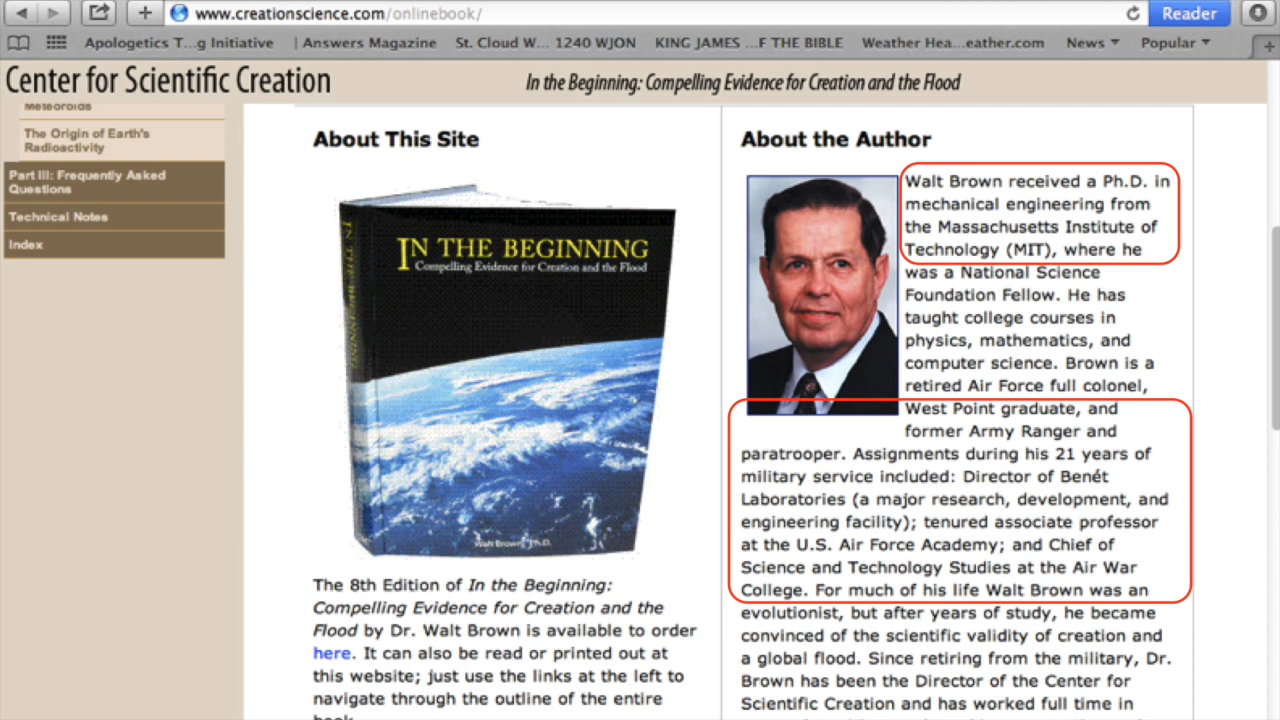 www.creationscience.com/onlinebook/
Reader
Apologetics T...g Initiative | Answers Magazine St. Cloud W... 1240 WJON KING JAMES ...F THE BIBLE Weather Hea...eather.com News Popular
Center for Scientific Creation
In the Beginning: Compelling Evidence for Creation and the Flood
Meteoroids
The Origin of Earth's
Radioactivity
Part III: Frequently Asked
Questions
Technical Notes
Index
About This Site
IN THE BEGINNING
IN THE BEGINNING
Compelling Evidence for Creation and the Flood
Walt Brown, Ph.D.
The 8th Edition of In the Beginning:
Compelling Evidence for Creation and the
Flood by Dr. Walt Brown is available to order
here. It can also be read or printed out at
this website; just use the links at the left to
navigate through the outline of the entire
book.
About the Author
Walt Brown received a Ph.D. in
mechanical engineering from
the Massachusetts Institute of
Technology (MIT), where he
was a National Science
Foundation Fellow. He has
taught college courses in
physics, mathematics, and
computer science. Brown is a
retired Air Force full colonel,
West Point graduate, and
former Army Ranger and
paratrooper. Assignments during his 21 years of
military service included: Director of Benét
Laboratories (a major research, development, and
engineering facility); tenured associate professor
at the U.S. Air Force Academy; and Chief of
Science and Technology Studies at the Air War
College. For much of his life Walt Brown was an
evolutionist, but after years of study, he became
convinced of the scientific validity of creation and
a global flood. Since retiring from the military, Dr.
Brown has been the Director of the Center for
Scientific Creation and has worked full time in